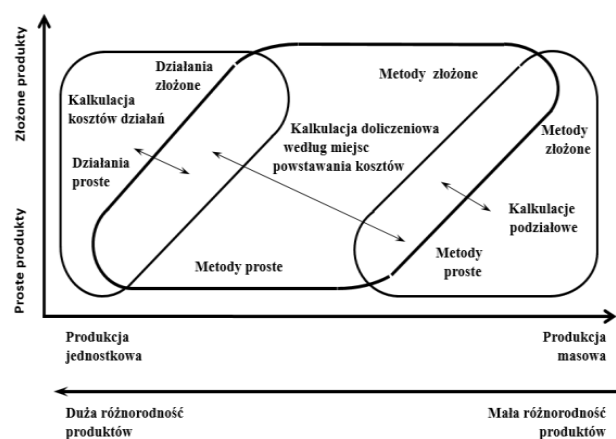 Złożone produkty
Proste produkty
Działania
złożone
Kalkulacja
kosztów działań
Działania
proste
Metody złożone
Kalkulacja doliczeniowa
według miejsc
powstawania kosztów
Metody
złożone
Kalkulacje
podziałowe
Metody proste
Metody
proste
Produkcja
jednostkowa
Produkcja
masowa
Duża różnorodność
produktów
Mała różnorodność
produktów